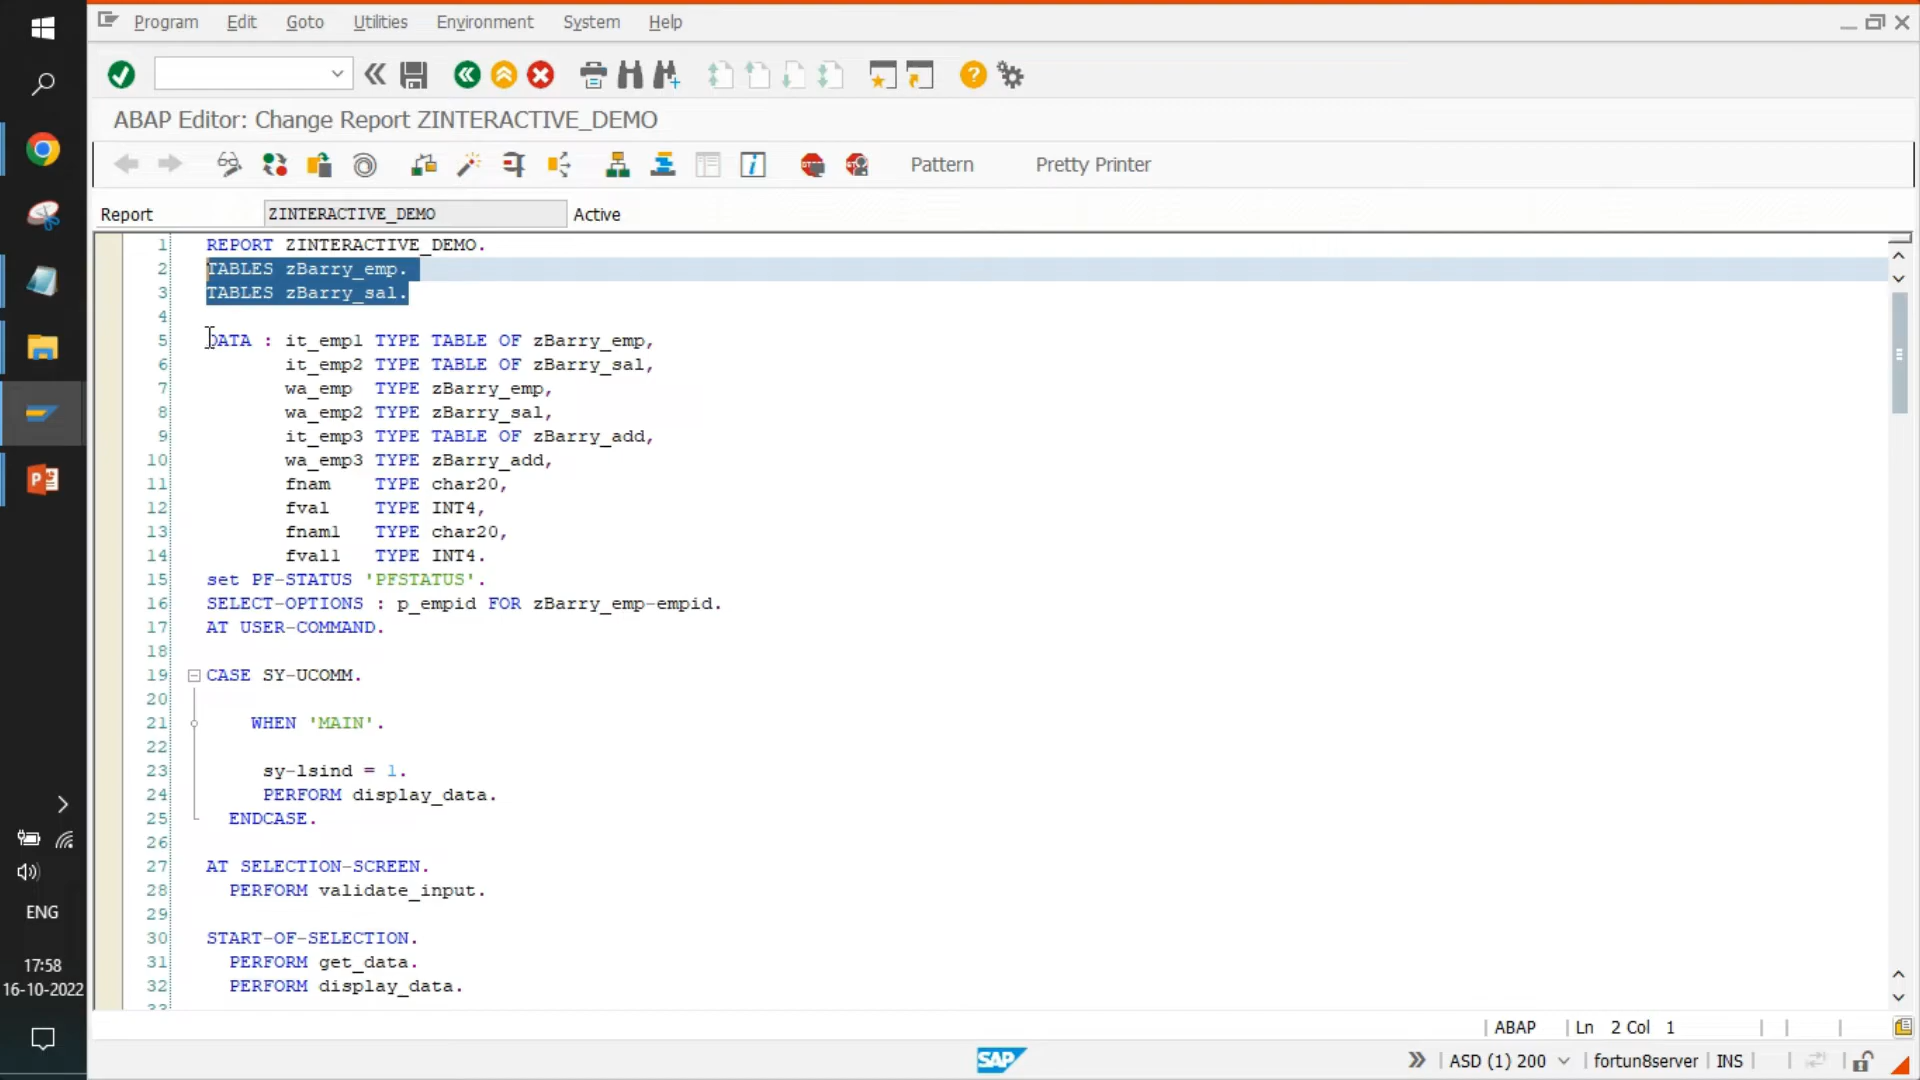 Program Edit Goto Utilities Environment System Help
ABAP Editor: Change Report ZINTERACTIVE_DEMO
Pattern Pretty Printer
Report ZINTERACTIVE_DEMO Active
1 REPORT ZINTERACTIVE_DEMO.
2 TABLES zBarry_emp.
3 TABLES zBarry_sal.
4
5 DATA : it_emp1 TYPE TABLE OF zBarry_emp,
6 it_emp2 TYPE TABLE OF zBarry_sal,
7 wa_emp TYPE zBarry_emp,
8 wa_emp2 TYPE zBarry_sal,
9 it_emp3 TYPE TABLE OF zBarry_add,
10 wa_emp3 TYPE zBarry_add,
11 fnam TYPE char20,
12 fval TYPE INT4,
13 fnam1 TYPE char20,
14 fval1 TYPE INT4.
15 set PF-STATUS 'PFSTATUS'.
16 SELECT-OPTIONS : p_empid FOR zBarry_emp-empid.
17 AT USER-COMMAND.
18
19 CASE SY-UCOMM.
20
21 WHEN 'MAIN'.
22
23 sy-lsind = 1.
24 PERFORM display_data.
25 ENDCASE.
26
27 AT SELECTION-SCREEN.
28 PERFORM validate_input.
29
30 START-OF-SELECTION.
31 PERFORM get_data.
32 PERFORM display_data.
ABAP Ln 2 Col 1
SAP ASD (1) 200 fortun8server INS
ENG
17:58
16-10-2022